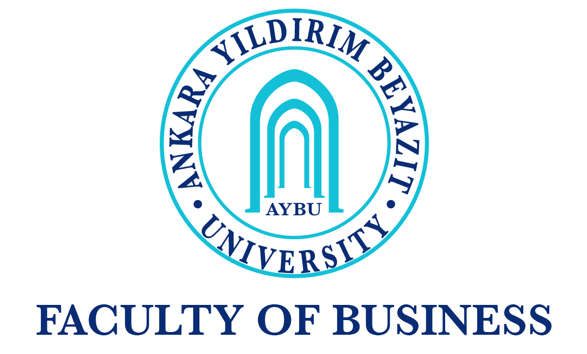 ANKARA YILDIRIM BEYAZIT
• UNIVERSITY •
AYBU
FACULTY OF BUSINESS